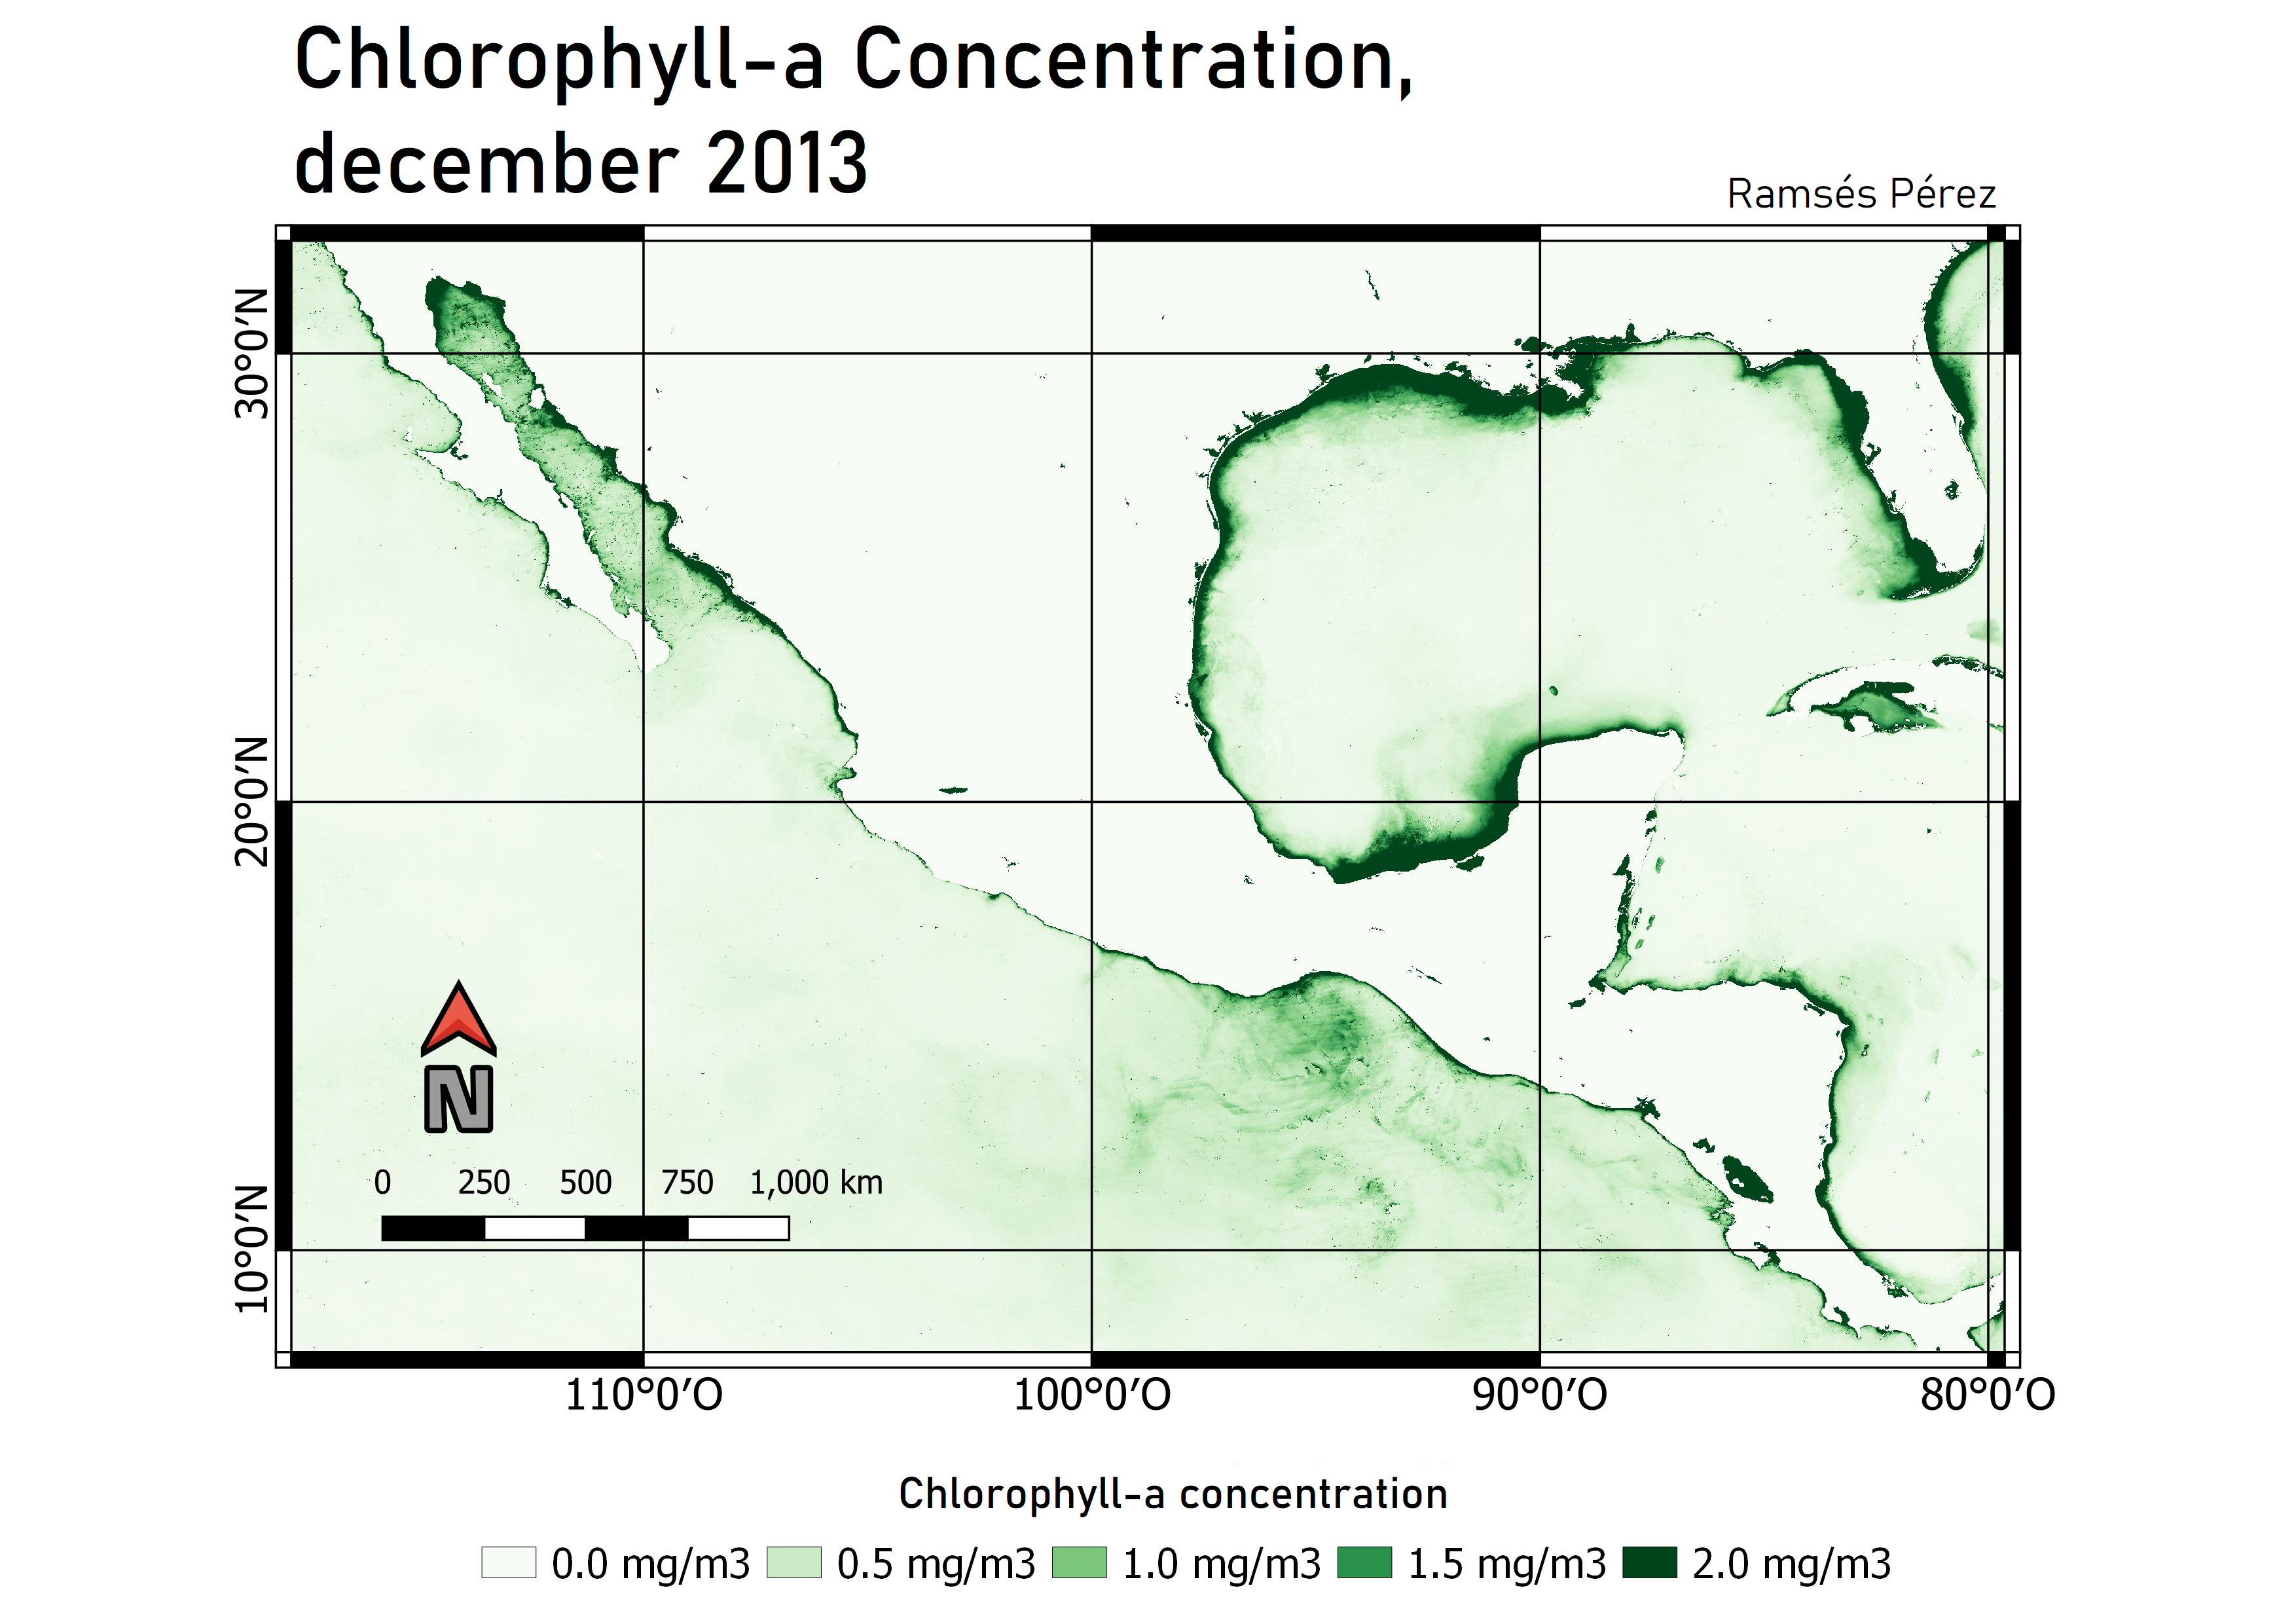 Chlorophyll-a Concentration,
december 2013
Ramsés Pérez
30°0'N
20°0'N
10°0'N
N
0 250 500 750 1,000 km
110°0'O 100°0'O 90°0'O 80°0'O
Chlorophyll-a concentration
0.0 mg/m3 0.5 mg/m3 1.0 mg/m3 1.5 mg/m3 2.0 mg/m3